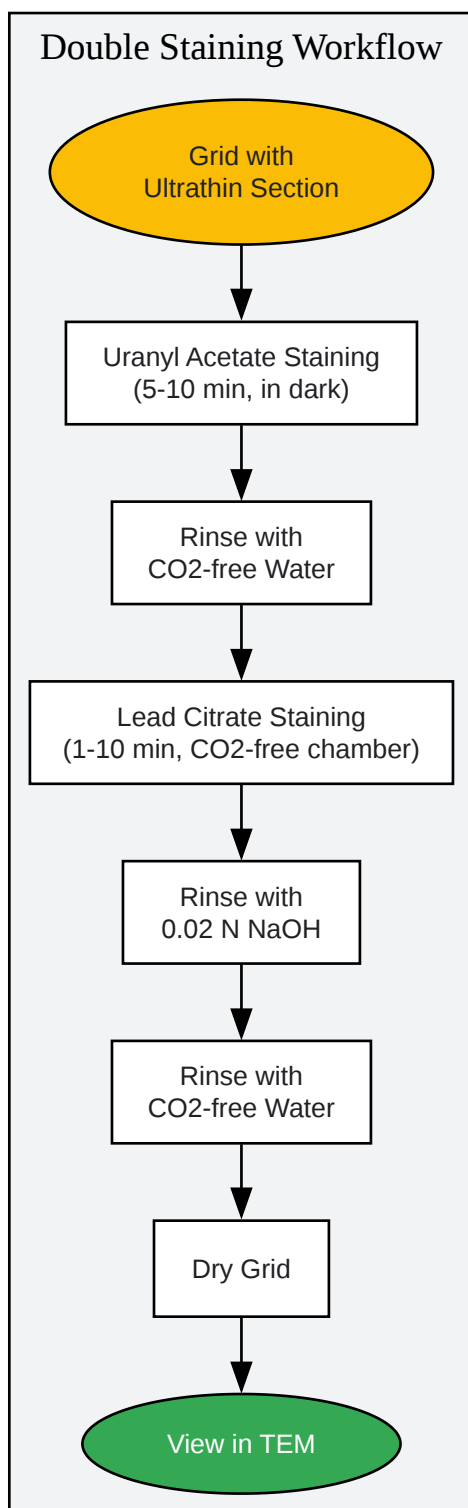 Double Staining Workflow
Grid with
Ultrathin Section
Uranyl Acetate Staining
(5-10 min, in dark)
Rinse with
CO2-free Water
Lead Citrate Staining
(1-10 min, CO2-free chamber)
Rinse with
0.02 N NaOH
Rinse with
CO2-free Water
Dry Grid
View in TEM